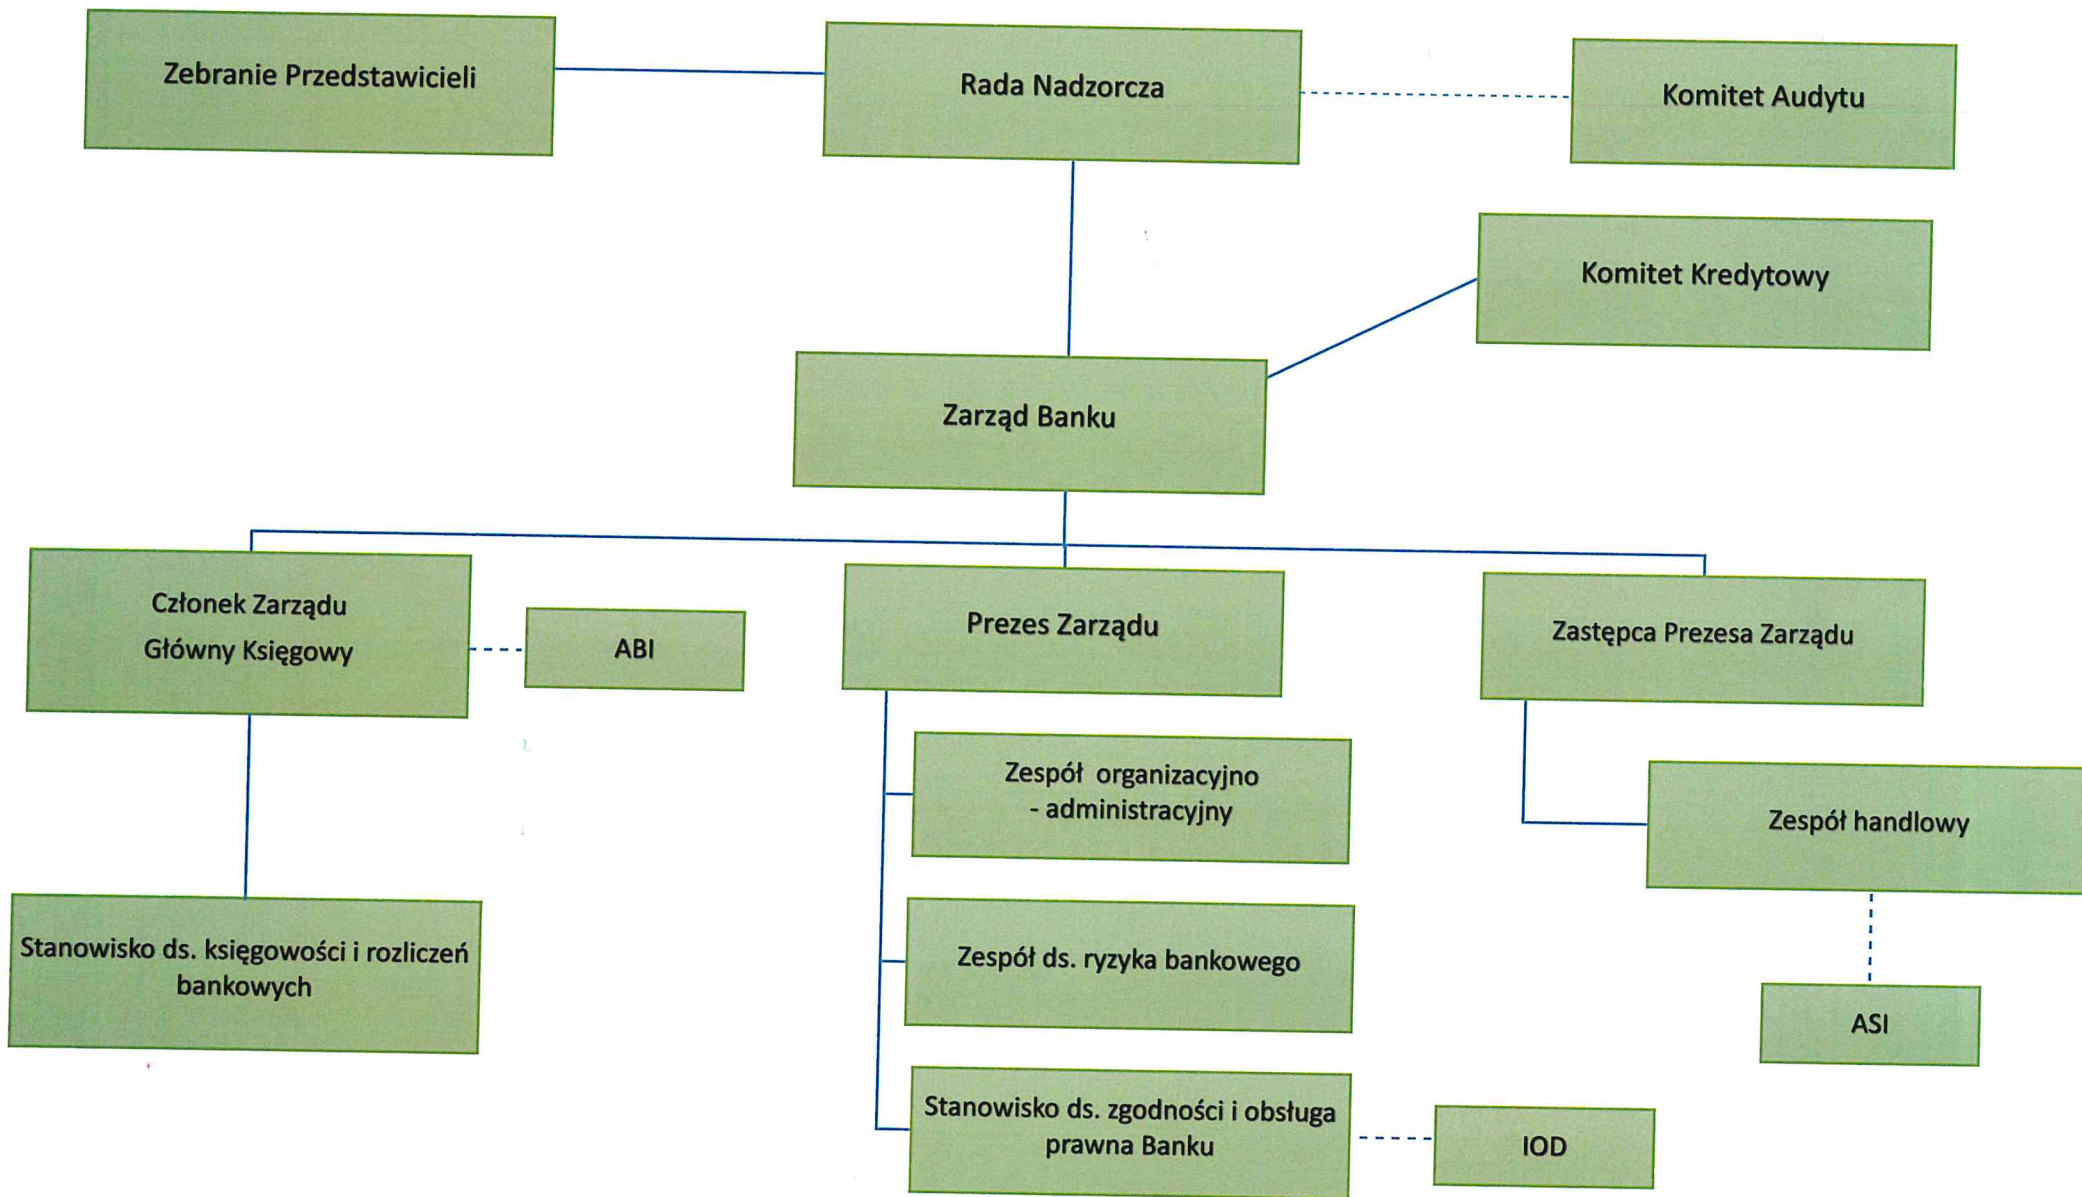 Zebranie Przedstawicieli
Rada Nadzorcza
Komitet Audytu
Komitet Kredytowy
Zarząd Banku
Członek Zarządu
Główny Księgowy
ABI
Prezes Zarządu
Zastępca Prezesa Zarządu
Zespół organizacyjno
- administracyjny
Zespół handlowy
Stanowisko ds. księgowości i rozliczeń
bankowych
Zespół ds. ryzyka bankowego
ASI
Stanowisko ds. zgodności i obsługa
prawna Banku
IOD